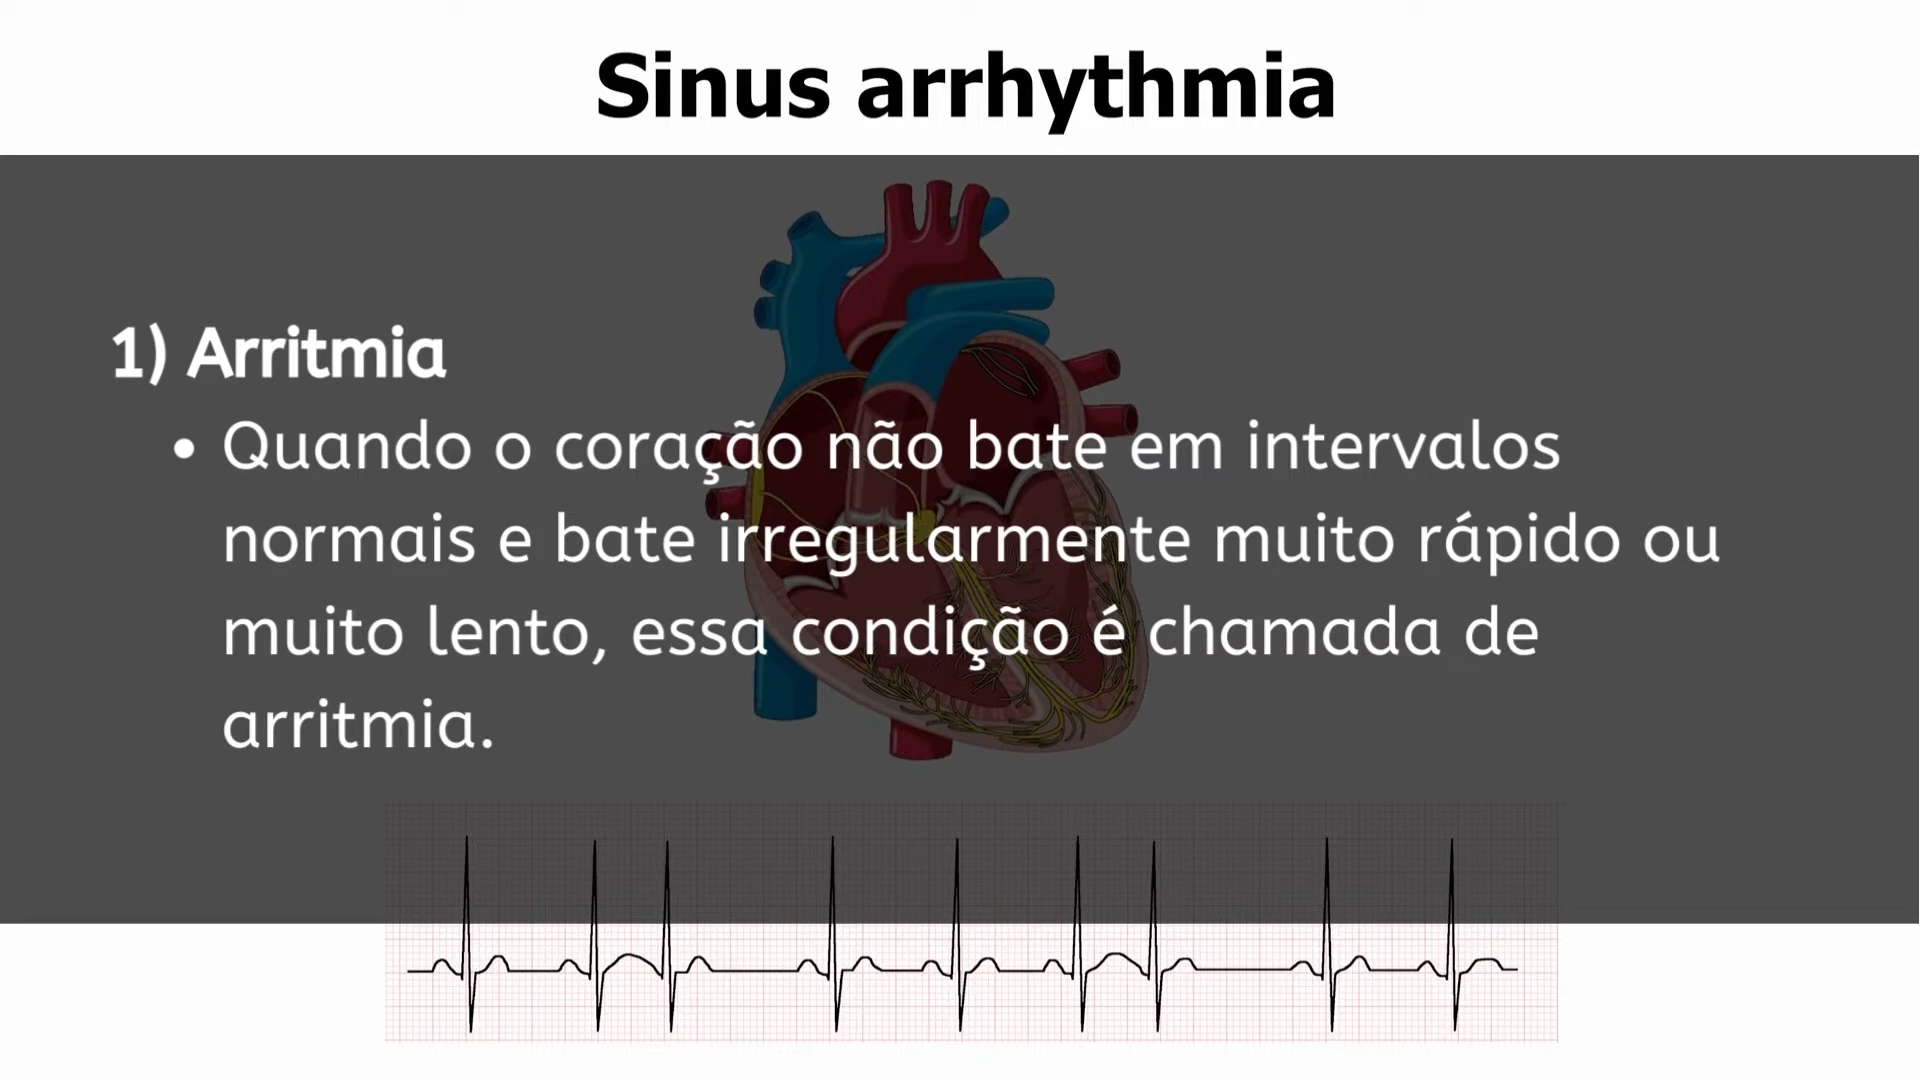 Sinus arrhythmia
1) Arritmia
• Quando o coração não bate em intervalos
normais e bate irregularmente muito rápido ou
muito lento, essa condição é chamada de
arritmia.